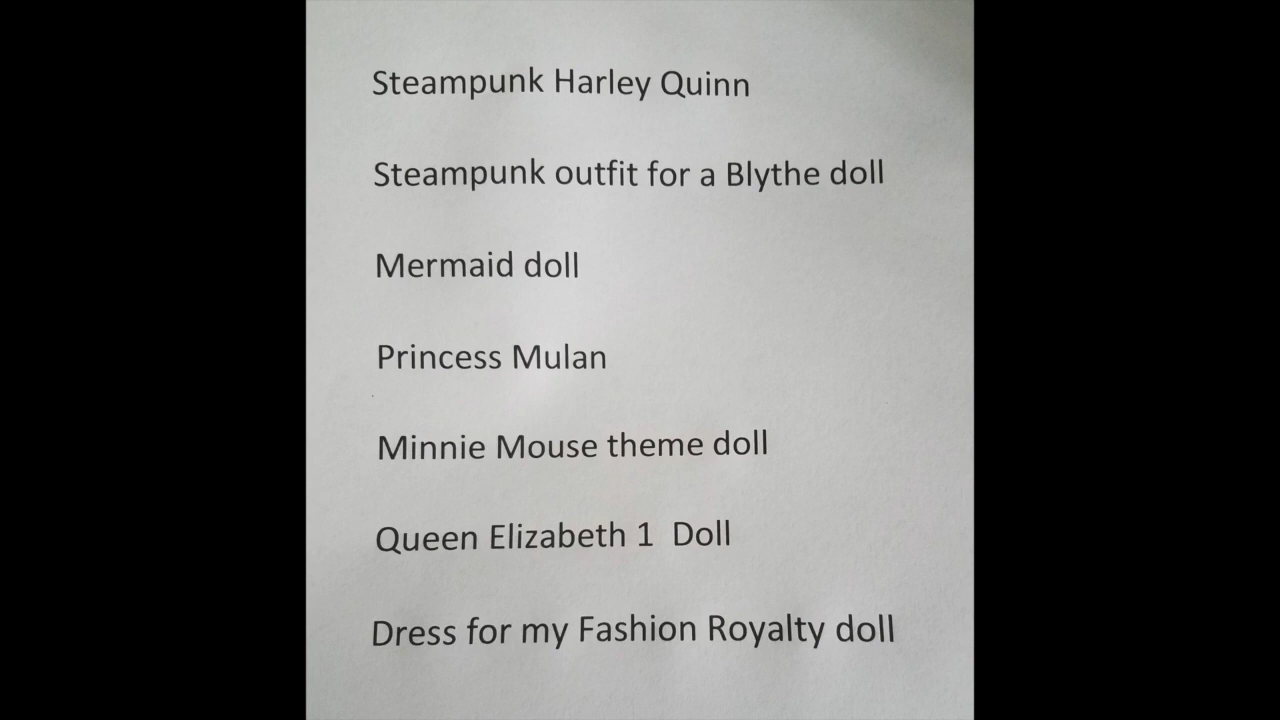 Steampunk Harley Quinn
Steampunk outfit for a Blythe doll
Mermaid doll
Princess Mulan
Minnie Mouse theme doll
Queen Elizabeth 1  Doll
Dress for my Fashion Royalty doll